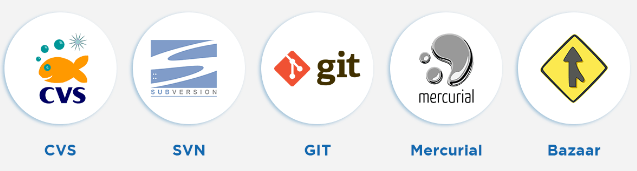 CVS
SUBVERSION
git
mercurial
CVS
SVN
GIT
Mercurial
Bazaar